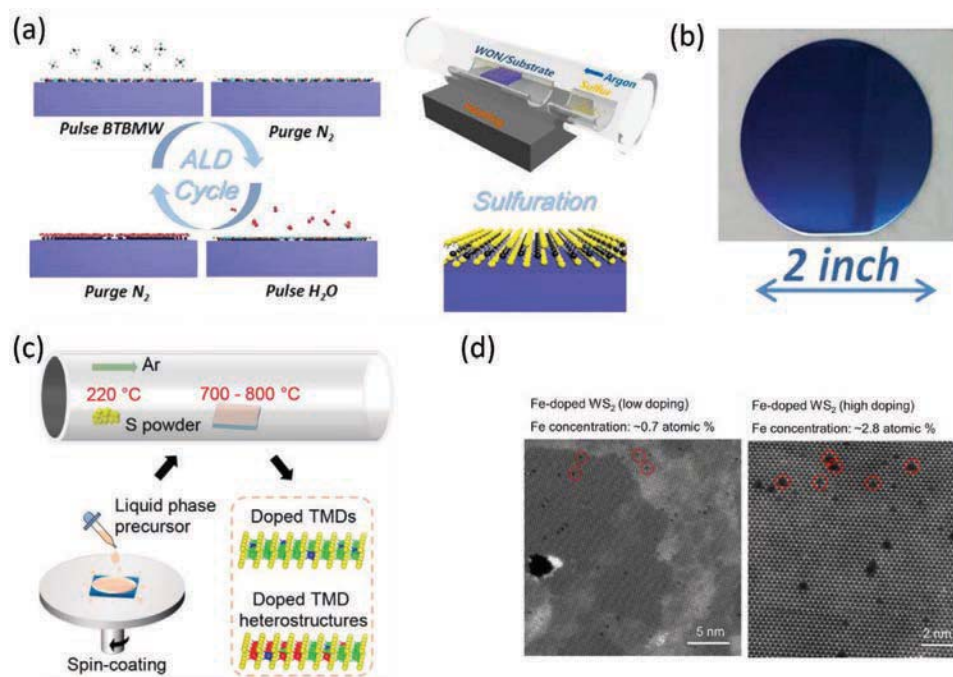 (a)
Pulse BTBMW
Purge N₂
ALD
Cycle
Purge N₂
Pulse H₂O
WON/Substrate
Argon
Sulfur
Sulfuration
(b)
2 inch
(c)
Ar
220 °C
700 - 800 °C
S powder
Liquid phase
precursor
Spin-coating
Doped TMDs
Doped TMD
heterostructures
(d)
Fe-doped WS₂ (low doping)
Fe concentration: ~0.7 atomic %
5 nm
Fe-doped WS₂ (high doping)
Fe concentration: ~2.8 atomic %
2 nm